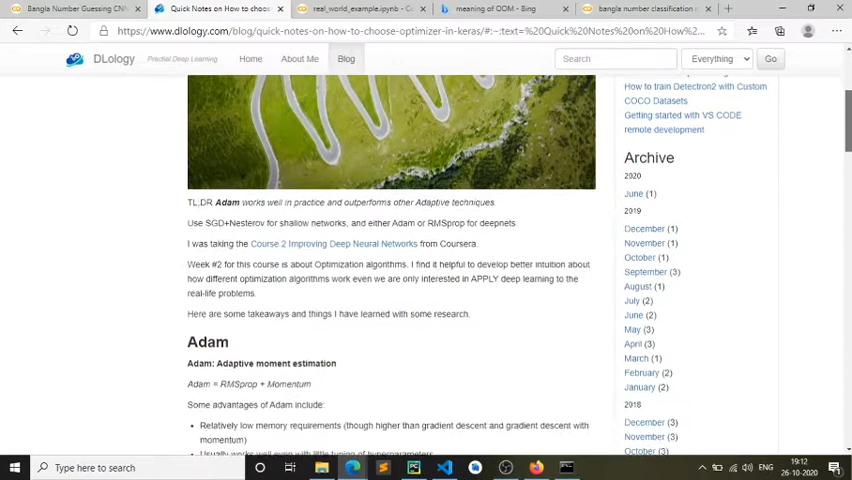 Bangla Number Guessing CNN
Quick Notes on How to choose
real_world_example.ipynb - Co
meaning of OOM - Bing
bangla number classification n
https://www.dlology.com/blog/quick-notes-on-how-to-choose-optimizer-in-keras/#:~:text=%20Quick%20Notes%20on%20How%2...
DLology
Practical Deep Learning
Home
About Me
Blog
Search
Everything
Go
TL;DR Adam works well in practice and outperforms other Adaptive techniques.
Use SGD+Nesterov for shallow networks, and either Adam or RMSprop for deepnets.
I was taking the Course 2 Improving Deep Neural Networks from Coursera.
Week #2 for this course is about Optimization algorithms. I find it helpful to develop better intuition about
how different optimization algorithms work even we are only interested in APPLY deep learning to the
real-life problems.
Here are some takeaways and things I have learned with some research.
Adam
Adam: Adaptive moment estimation
Adam = RMSprop + Momentum
Some advantages of Adam include:
Relatively low memory requirements (though higher than gradient descent and gradient descent with
momentum)
Usually works well even with little tuning of hyperparameters
How to train Detectron2 with Custom
COCO Datasets
Getting started with VS CODE
remote development
Archive
2020
June (1)
2019
December (1)
November (1)
October (1)
September (3)
August (1)
July (2)
June (2)
May (3)
April (3)
March (1)
February (2)
January (2)
2018
December (3)
November (3)
October (3)
Type here to search
ENG
19:12
26-10-2020